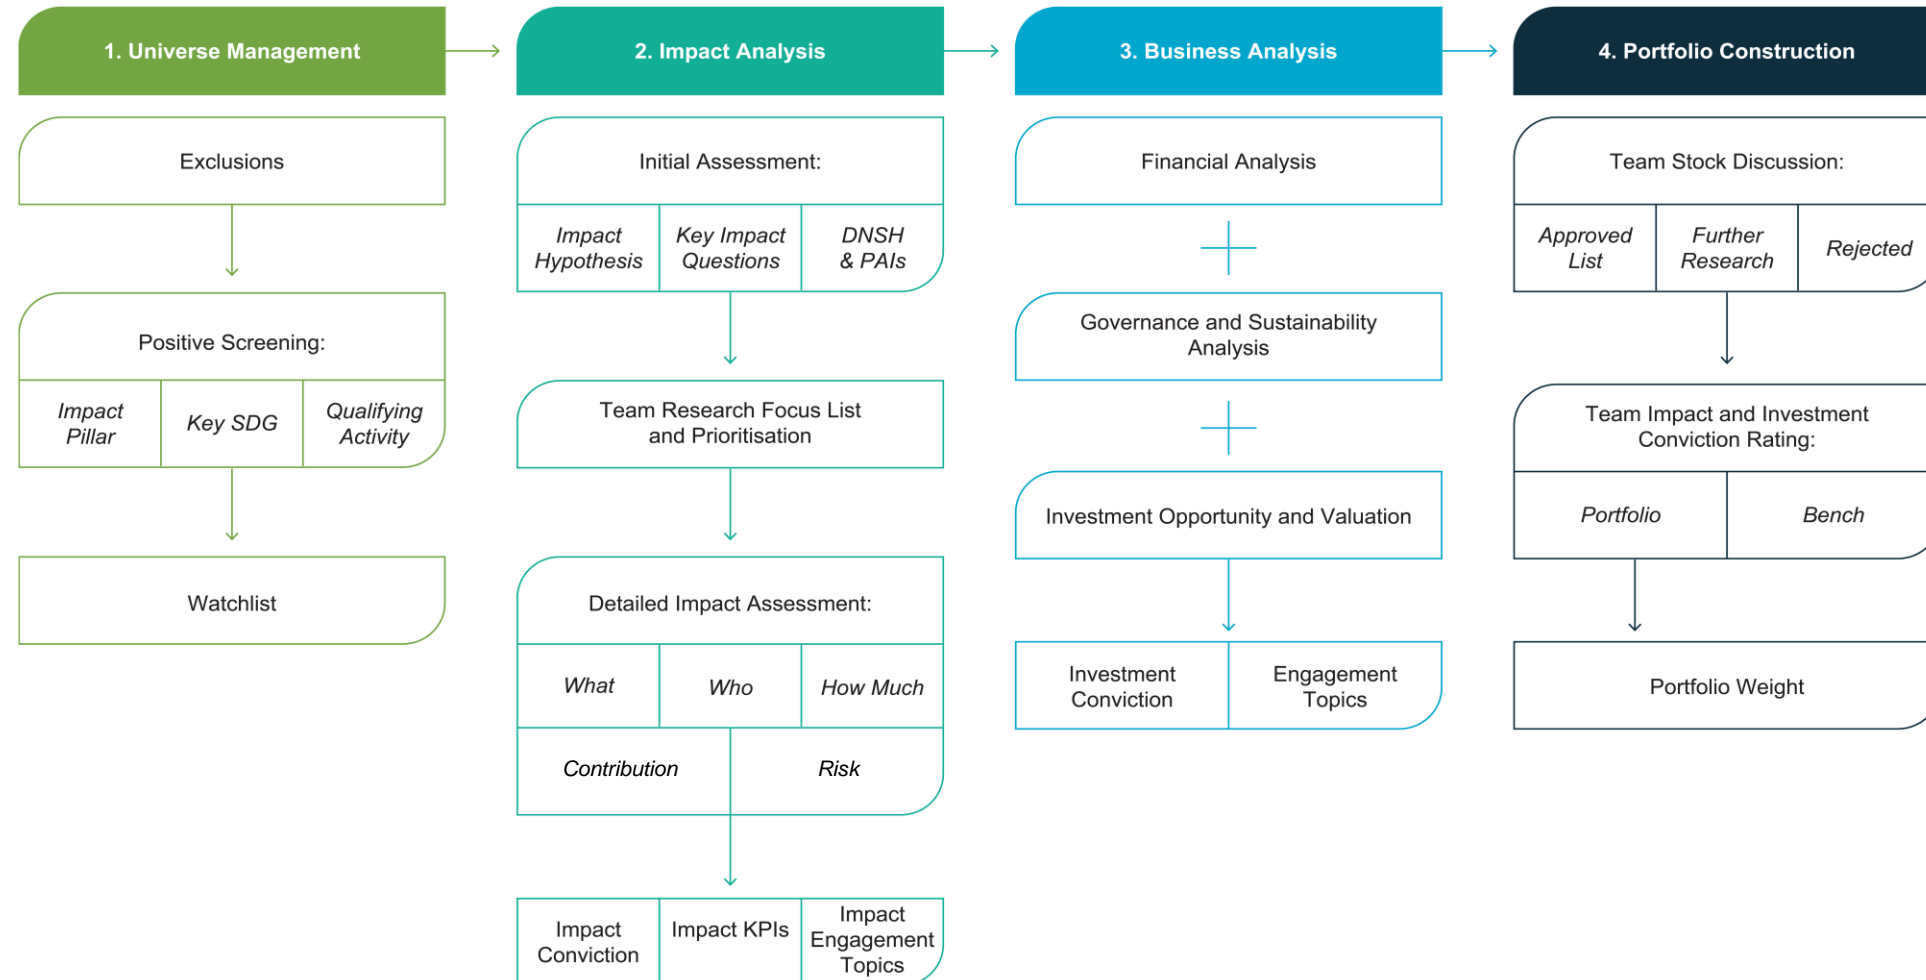 1. Universe Management
2. Impact Analysis
3. Business Analysis
4. Portfolio Construction
Exclusions
Positive Screening:
Impact
Pillar
Key SDG
Qualifying
Activity
Watchlist
Initial Assessment:
Impact
Hypothesis
Key Impact
Questions
DNSH
& PAIs
Team Research Focus List
and Prioritisation
Detailed Impact Assessment:
What
Who
How Much
Contribution
Risk
Impact
Conviction
Impact KPIs
Impact
Engagement
Topics
Financial Analysis
Governance and Sustainability
Analysis
Investment Opportunity and Valuation
Investment
Conviction
Engagement
Topics
Team Stock Discussion:
Approved
List
Further
Research
Rejected
Team Impact and Investment
Conviction Rating:
Portfolio
Bench
Portfolio Weight